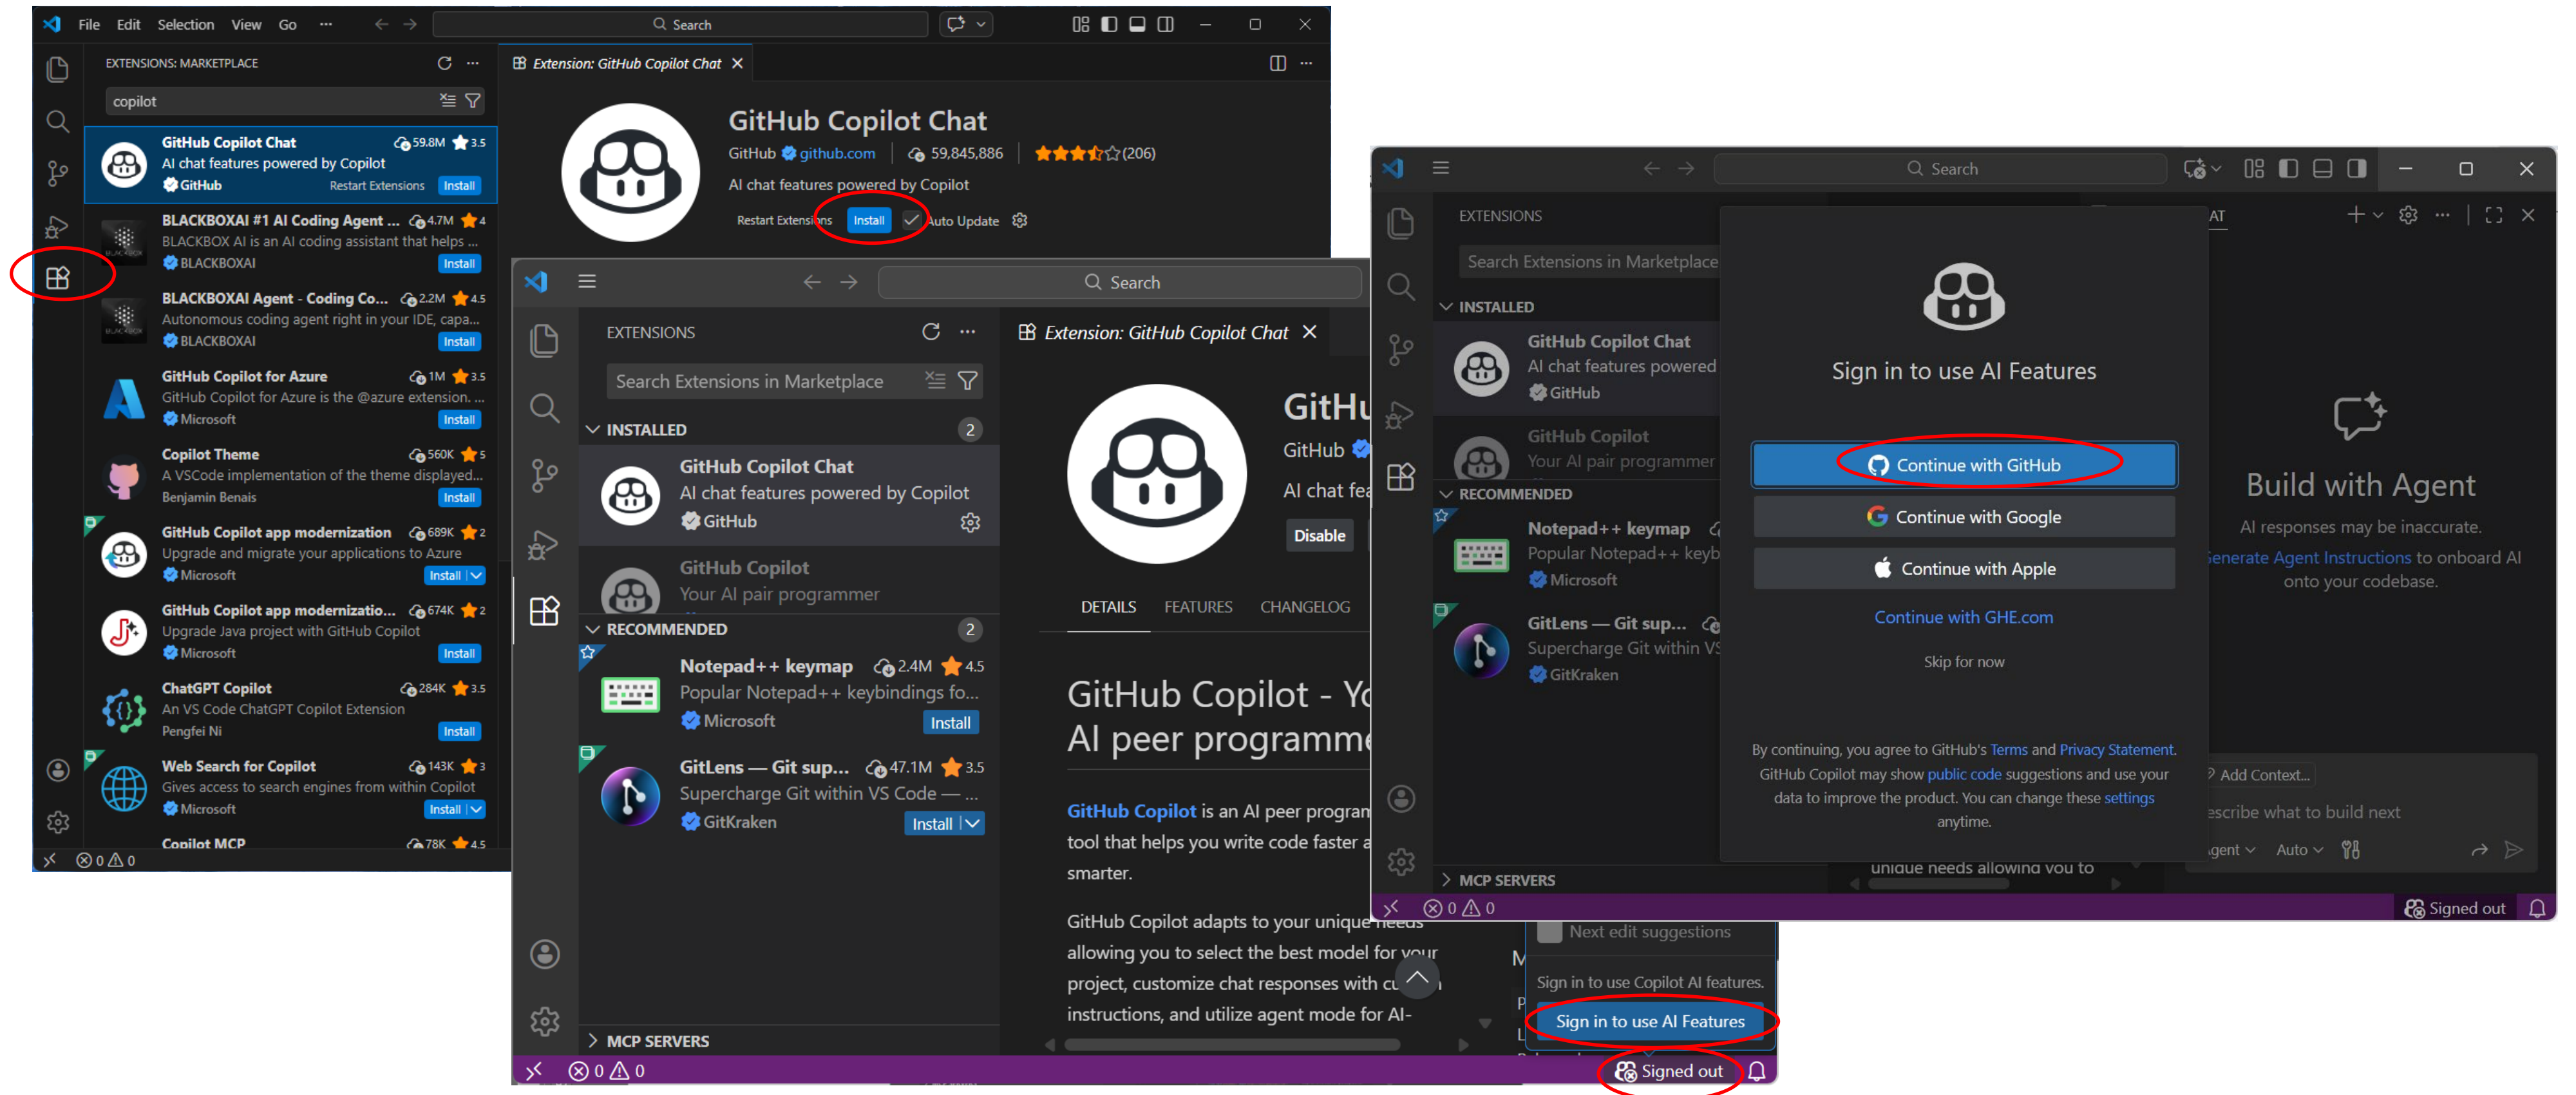 File Edit Selection View Go ···
Search
EXTENSIONS: MARKETPLACE
copilot
GitHub Copilot Chat 59.8M 3.5
AI chat features powered by Copilot
GitHub Restart Extensions Install
BLACKBOXAI #1 AI Coding Agent ... 4.7M 4
BLACKBOX AI is an AI coding assistant that helps ...
BLACKBOXAI Install
BLACKBOXAI Agent - Coding Co... 2.2M 4.5
Autonomous coding agent right in your IDE, capa...
BLACKBOXAI Install
GitHub Copilot for Azure 1M 3.5
GitHub Copilot for Azure is the @azure extension. ...
Microsoft Install
Copilot Theme 560K 5
A VSCode implementation of the theme displayed...
Benjamin Benais Install
GitHub Copilot app modernization 689K 2
Upgrade and migrate your applications to Azure
Microsoft Install
GitHub Copilot app modernizatio... 674K 2
Upgrade Java project with GitHub Copilot
Microsoft Install
ChatGPT Copilot 284K 3.5
An VS Code ChatGPT Copilot Extension
Pengfei Ni Install
Web Search for Copilot 143K 3
Gives access to search engines from within Copilot
Microsoft Install
Copilot MCP 78K 4.5
0 0
Extension: GitHub Copilot Chat
GitHub Copilot Chat
GitHub github.com 59,845,886 (206)
AI chat features powered by Copilot
Restart Extensions Install Auto Update
Search
EXTENSIONS
Search Extensions in Marketplace
INSTALLED 2
GitHub Copilot Chat
AI chat features powered by Copilot
GitHub
GitHub Copilot
Your AI pair programmer
RECOMMENDED 2
Notepad++ keymap 2.4M 4.5
Popular Notepad++ keybindings fo...
Microsoft Install
GitLens — Git sup... 47.1M 3.5
Supercharge Git within VS Code — ...
GitKraken Install
MCP SERVERS
0 0
Extension: GitHub Copilot Chat
GitHu
GitHub
AI chat fea
Disable
DETAILS FEATURES CHANGELOG
GitHub Copilot - Yo
AI peer programme
GitHub Copilot is an AI peer program
tool that helps you write code faster a
smarter.
GitHub Copilot adapts to your unique needs
allowing you to select the best model for your
project, customize chat responses with cu
instructions, and utilize agent mode for AI-
Next edit suggestions
Sign in to use Copilot AI features.
Sign in to use AI Features
Signed out
Search
EXTENSIONS
Search Extensions in Marketplace
INSTALLED
GitHub Copilot Chat
AI chat features powered
GitHub
GitHub Copilot
Your AI pair programmer
RECOMMENDED
Notepad++ keymap
Popular Notepad++ keyb
Microsoft
GitLens — Git sup...
Supercharge Git within VS
GitKraken
MCP SERVERS
0 0
Sign in to use AI Features
Continue with GitHub
Continue with Google
Continue with Apple
Continue with GHE.com
Skip for now
By continuing, you agree to GitHub's Terms and Privacy Statement.
GitHub Copilot may show public code suggestions and use your
data to improve the product. You can change these settings
anytime.
unique needs allowing you to
AT
Build with Agent
AI responses may be inaccurate.
enerate Agent Instructions to onboard AI
onto your codebase.
Add Context...
escribe what to build next
gent Auto
Signed out